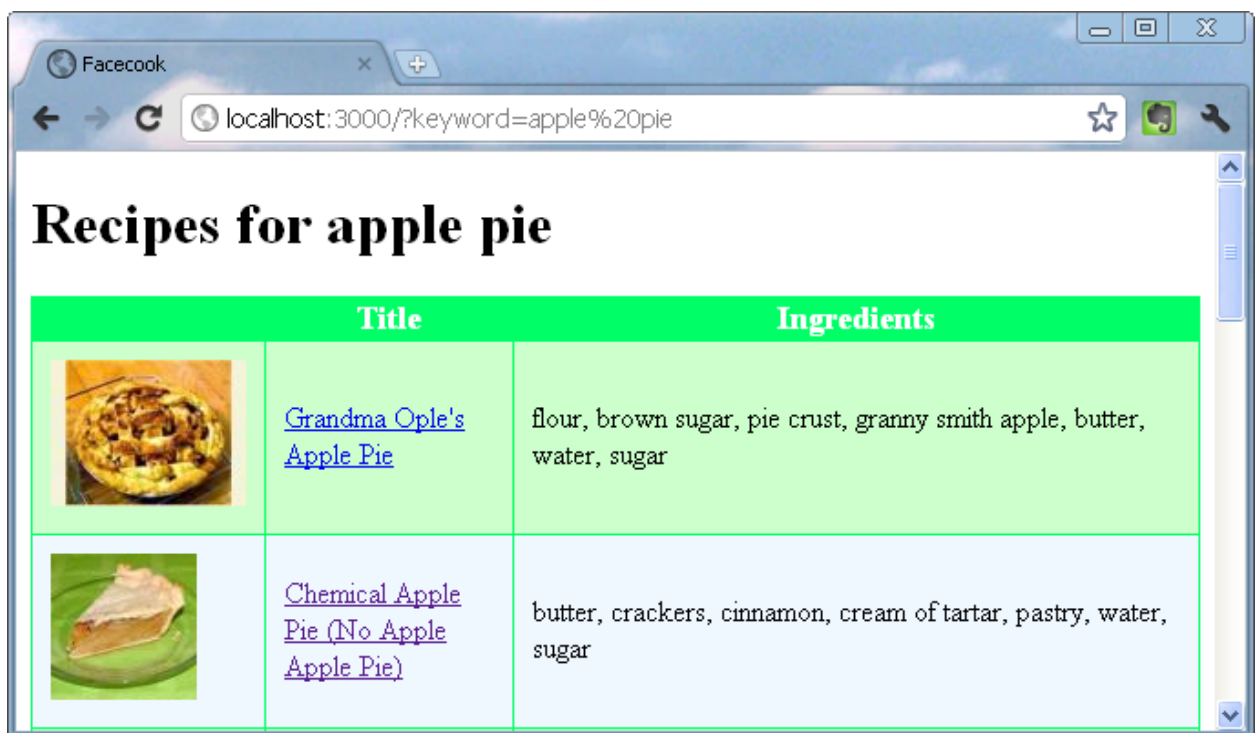 Facecook
localhost:3000/?keyword=apple%20pie
Recipes for apple pie
Title Ingredients
Grandma Ople's
Apple Pie
flour, brown sugar, pie crust, granny smith apple, butter,
water, sugar
Chemical Apple
Pie (No Apple
Apple Pie)
butter, crackers, cinnamon, cream of tartar, pastry, water,
sugar